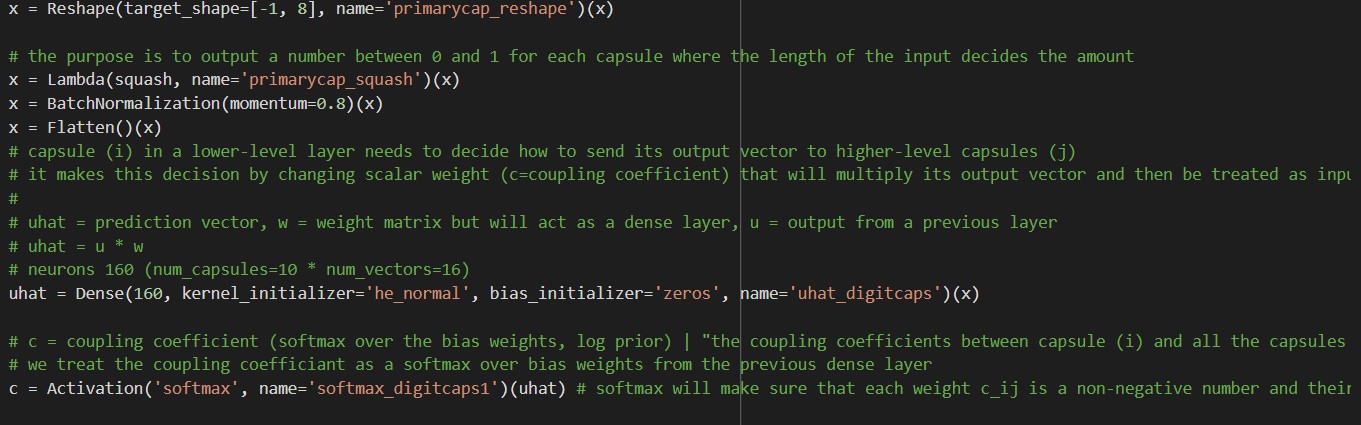 x = Reshape(target_shape=[-1, 8], name='primarycap_reshape')(x)
# the purpose is to output a number between 0 and 1 for each capsule where the length of the input decides the amount
x = Lambda(squash, name='primarycap_squash')(x)
x = BatchNormalization(momentum=0.8)(x)
x = Flatten()(x)
# capsule (i) in a lower-level layer needs to decide how to send its output vector to higher-level capsules (j)
# it makes this decision by changing scalar weight (c=coupling coefficient) that will multiply its output vector and then be treated as inpu
#
# uhat = prediction vector, w = weight matrix but will act as a dense layer, u = output from a previous layer
# uhat = u * w
# neurons 160 (num_capsules=10 * num_vectors=16)
uhat = Dense(160, kernel_initializer='he_normal', bias_initializer='zeros', name='uhat_digitcaps')(x)
# c = coupling coefficient (softmax over the bias weights, log prior) | "the coupling coefficients between capsule (i) and all the capsules
# we treat the coupling coefficiant as a softmax over bias weights from the previous dense layer
c = Activation('softmax', name='softmax_digitcaps1')(uhat) # softmax will make sure that each weight c_ij is a non-negative number and their